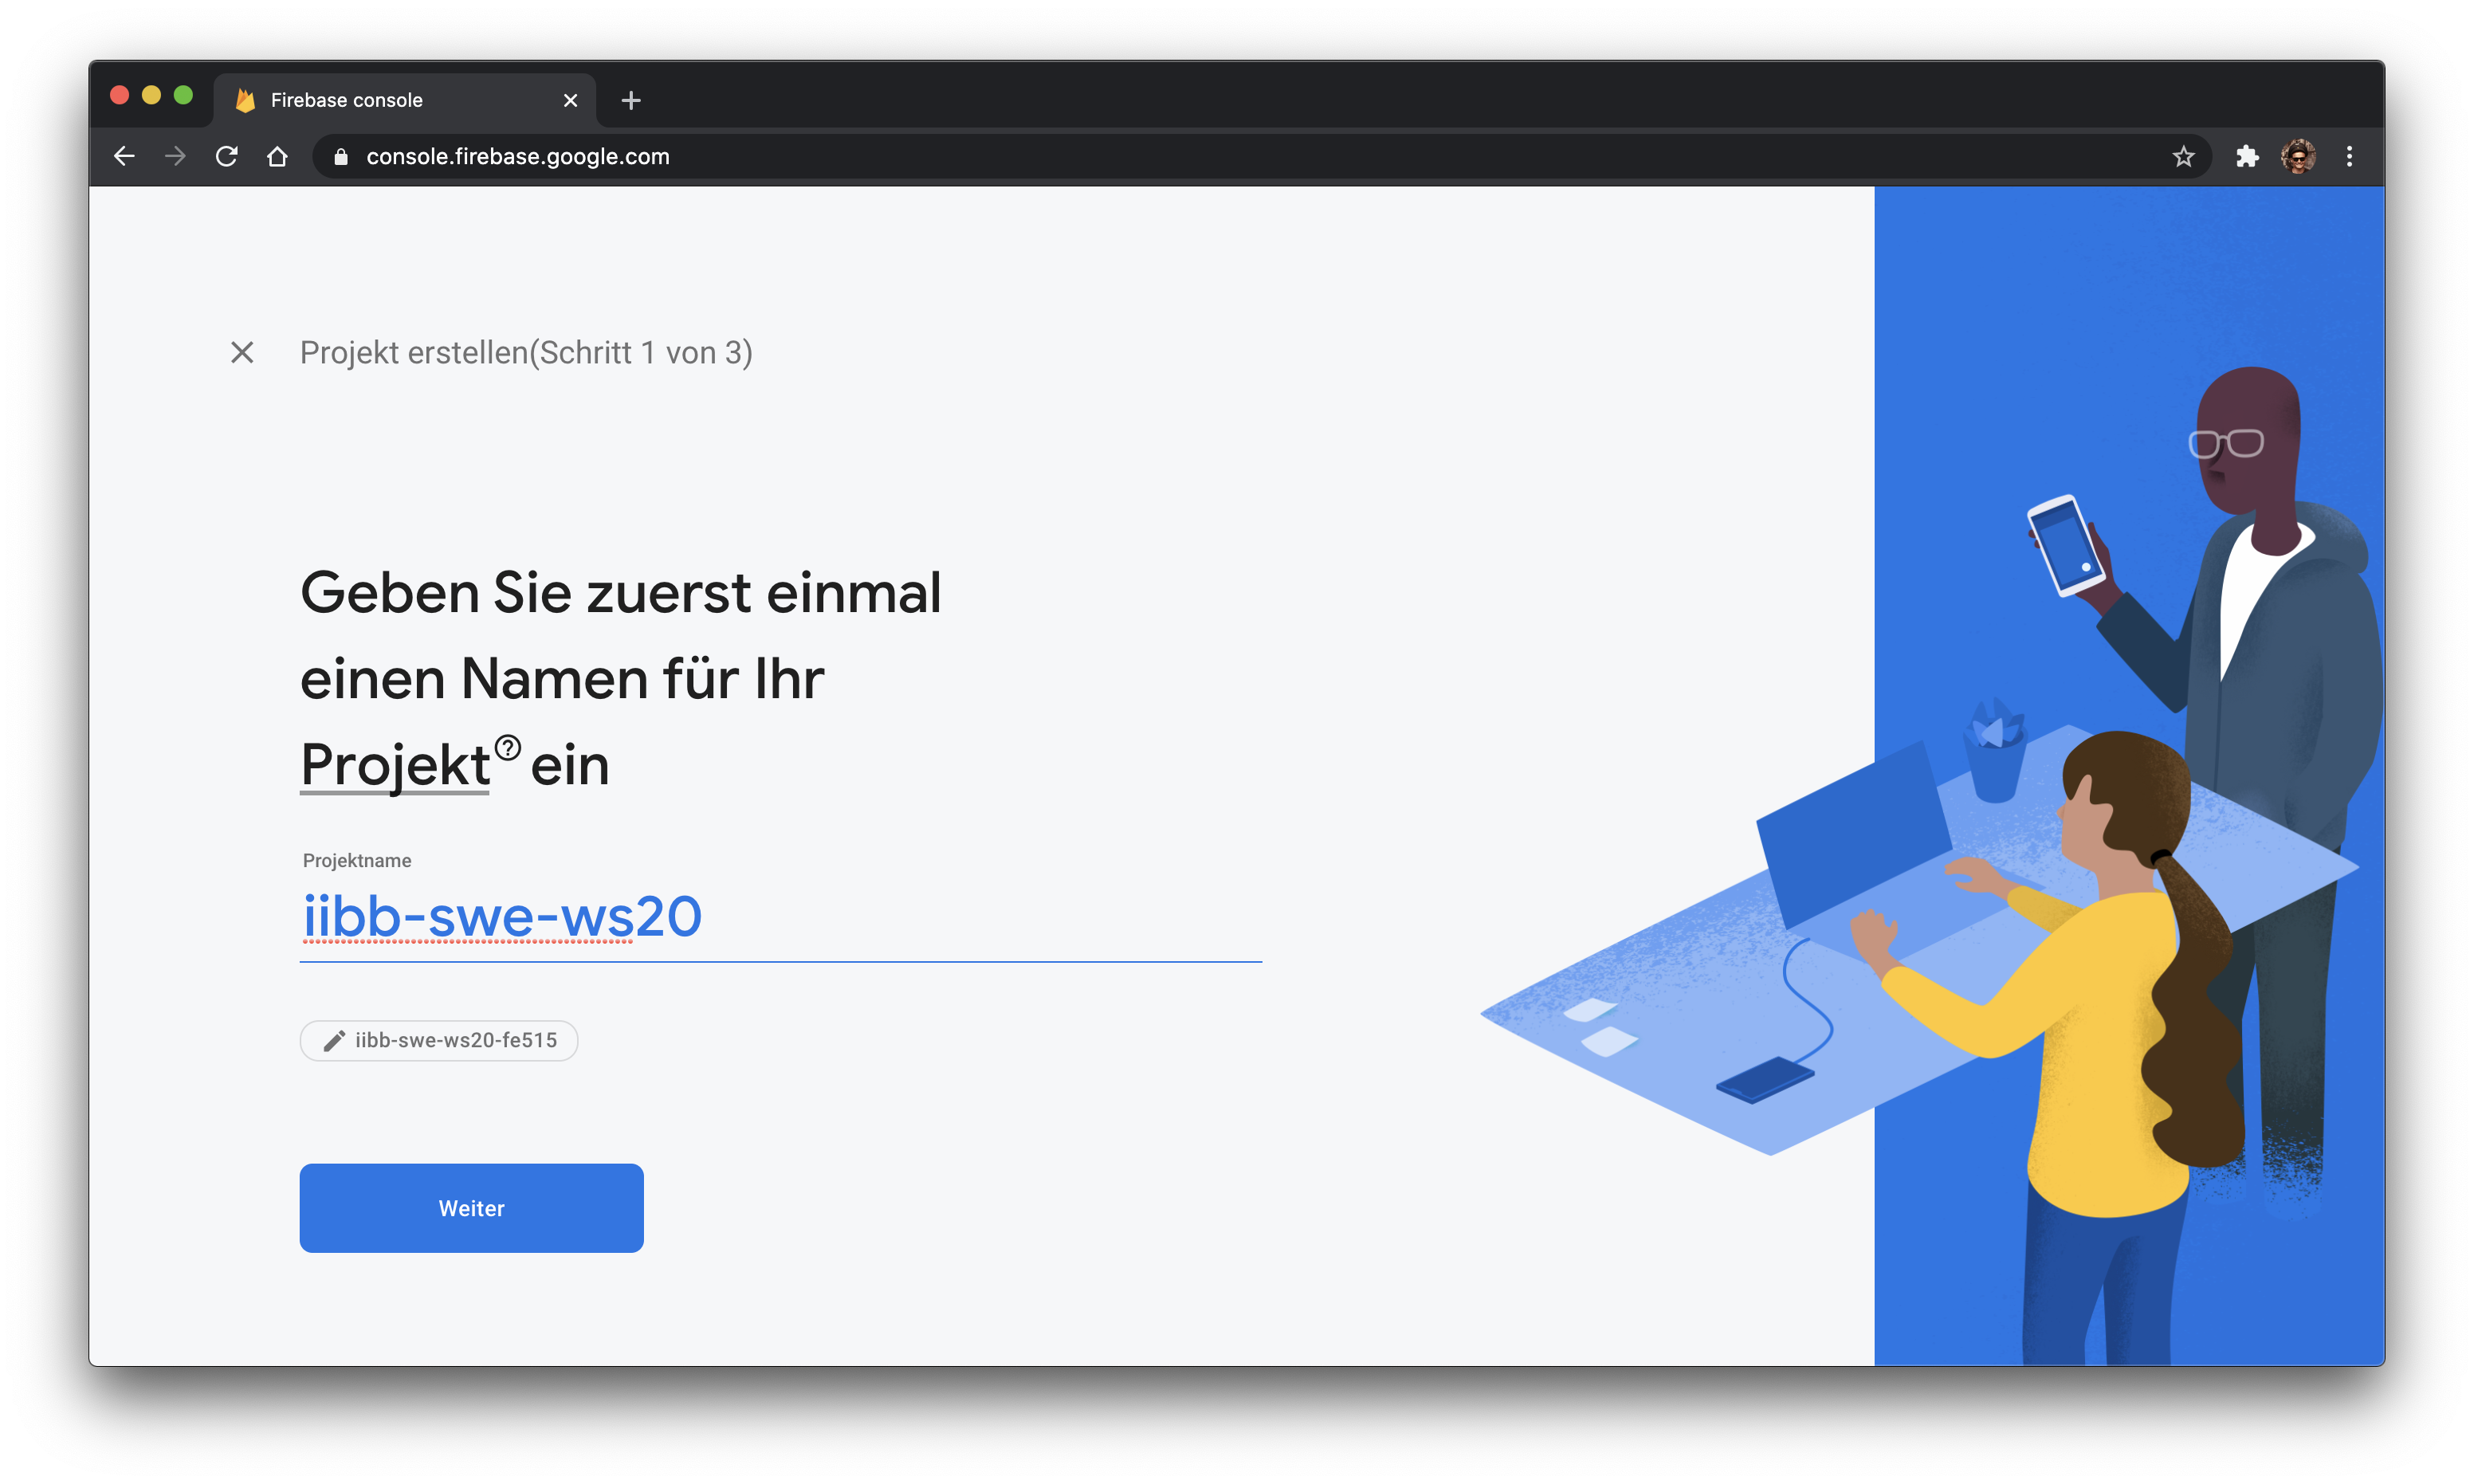 Firebase console
console.firebase.google.com
Projekt erstellen(Schritt 1 von 3)
Geben Sie zuerst einmal
einen Namen für Ihr
Projekt ein
Projektname
iibb-swe-ws20
iibb-swe-ws20-fe515
Weiter